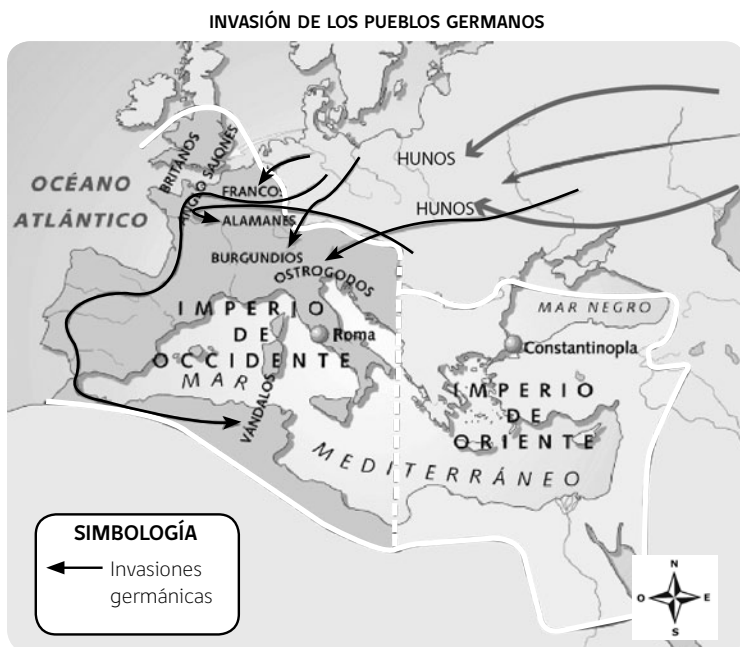 INVASIÓN DE LOS PUEBLOS GERMANOS
OCÉANO
ATLÁNTICO
BRITANOS
ANGLO SAJONES
FRANCOS
ALAMANES
BURGUNDIOS
OSTROGODOS
HUNOS
HUNOS
IMPERIO
DE
OCCIDENTE
Roma
MAR
MEDITERRÁNEO
VÁNDALOS
MAR NEGRO
Constantinopla
IMPERIO
DE
ORIENTE
SIMBOLOGÍA
Invasiones
germánicas
N
O
E
S